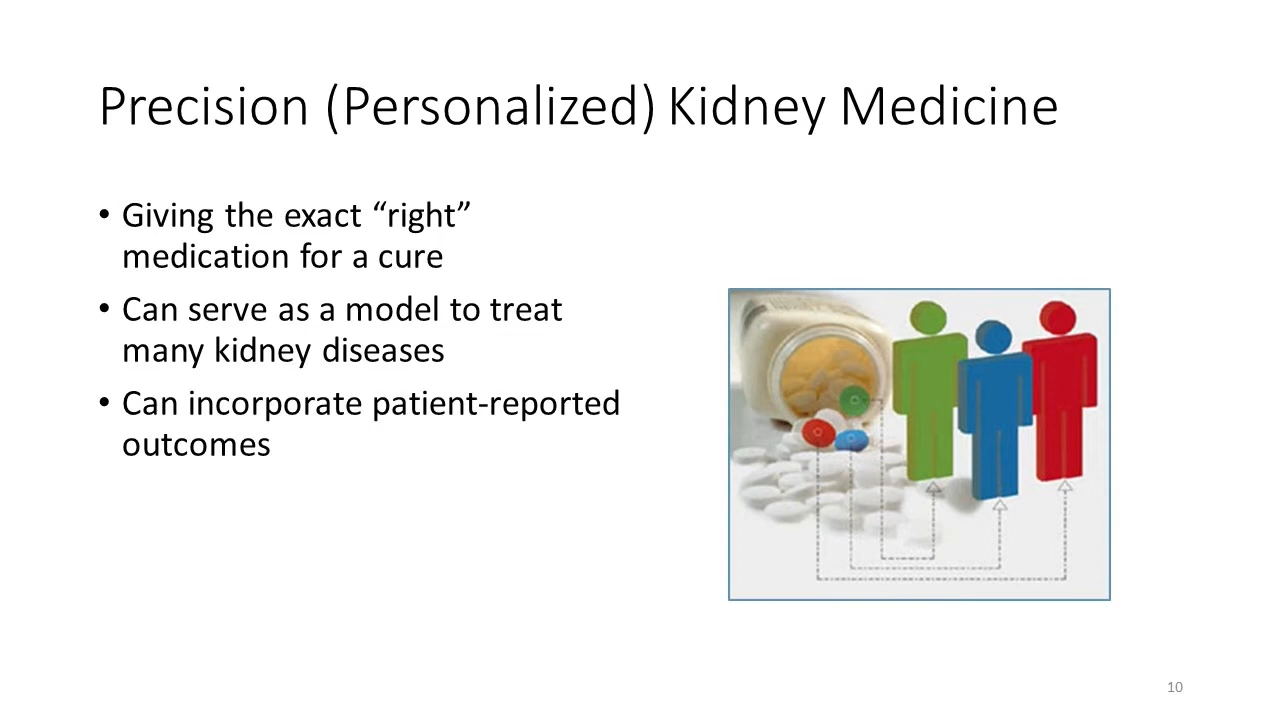 Precision (Personalized) Kidney Medicine
• Giving the exact “right”
medication for a cure
• Can serve as a model to treat
many kidney diseases
• Can incorporate patient-reported
outcomes
10